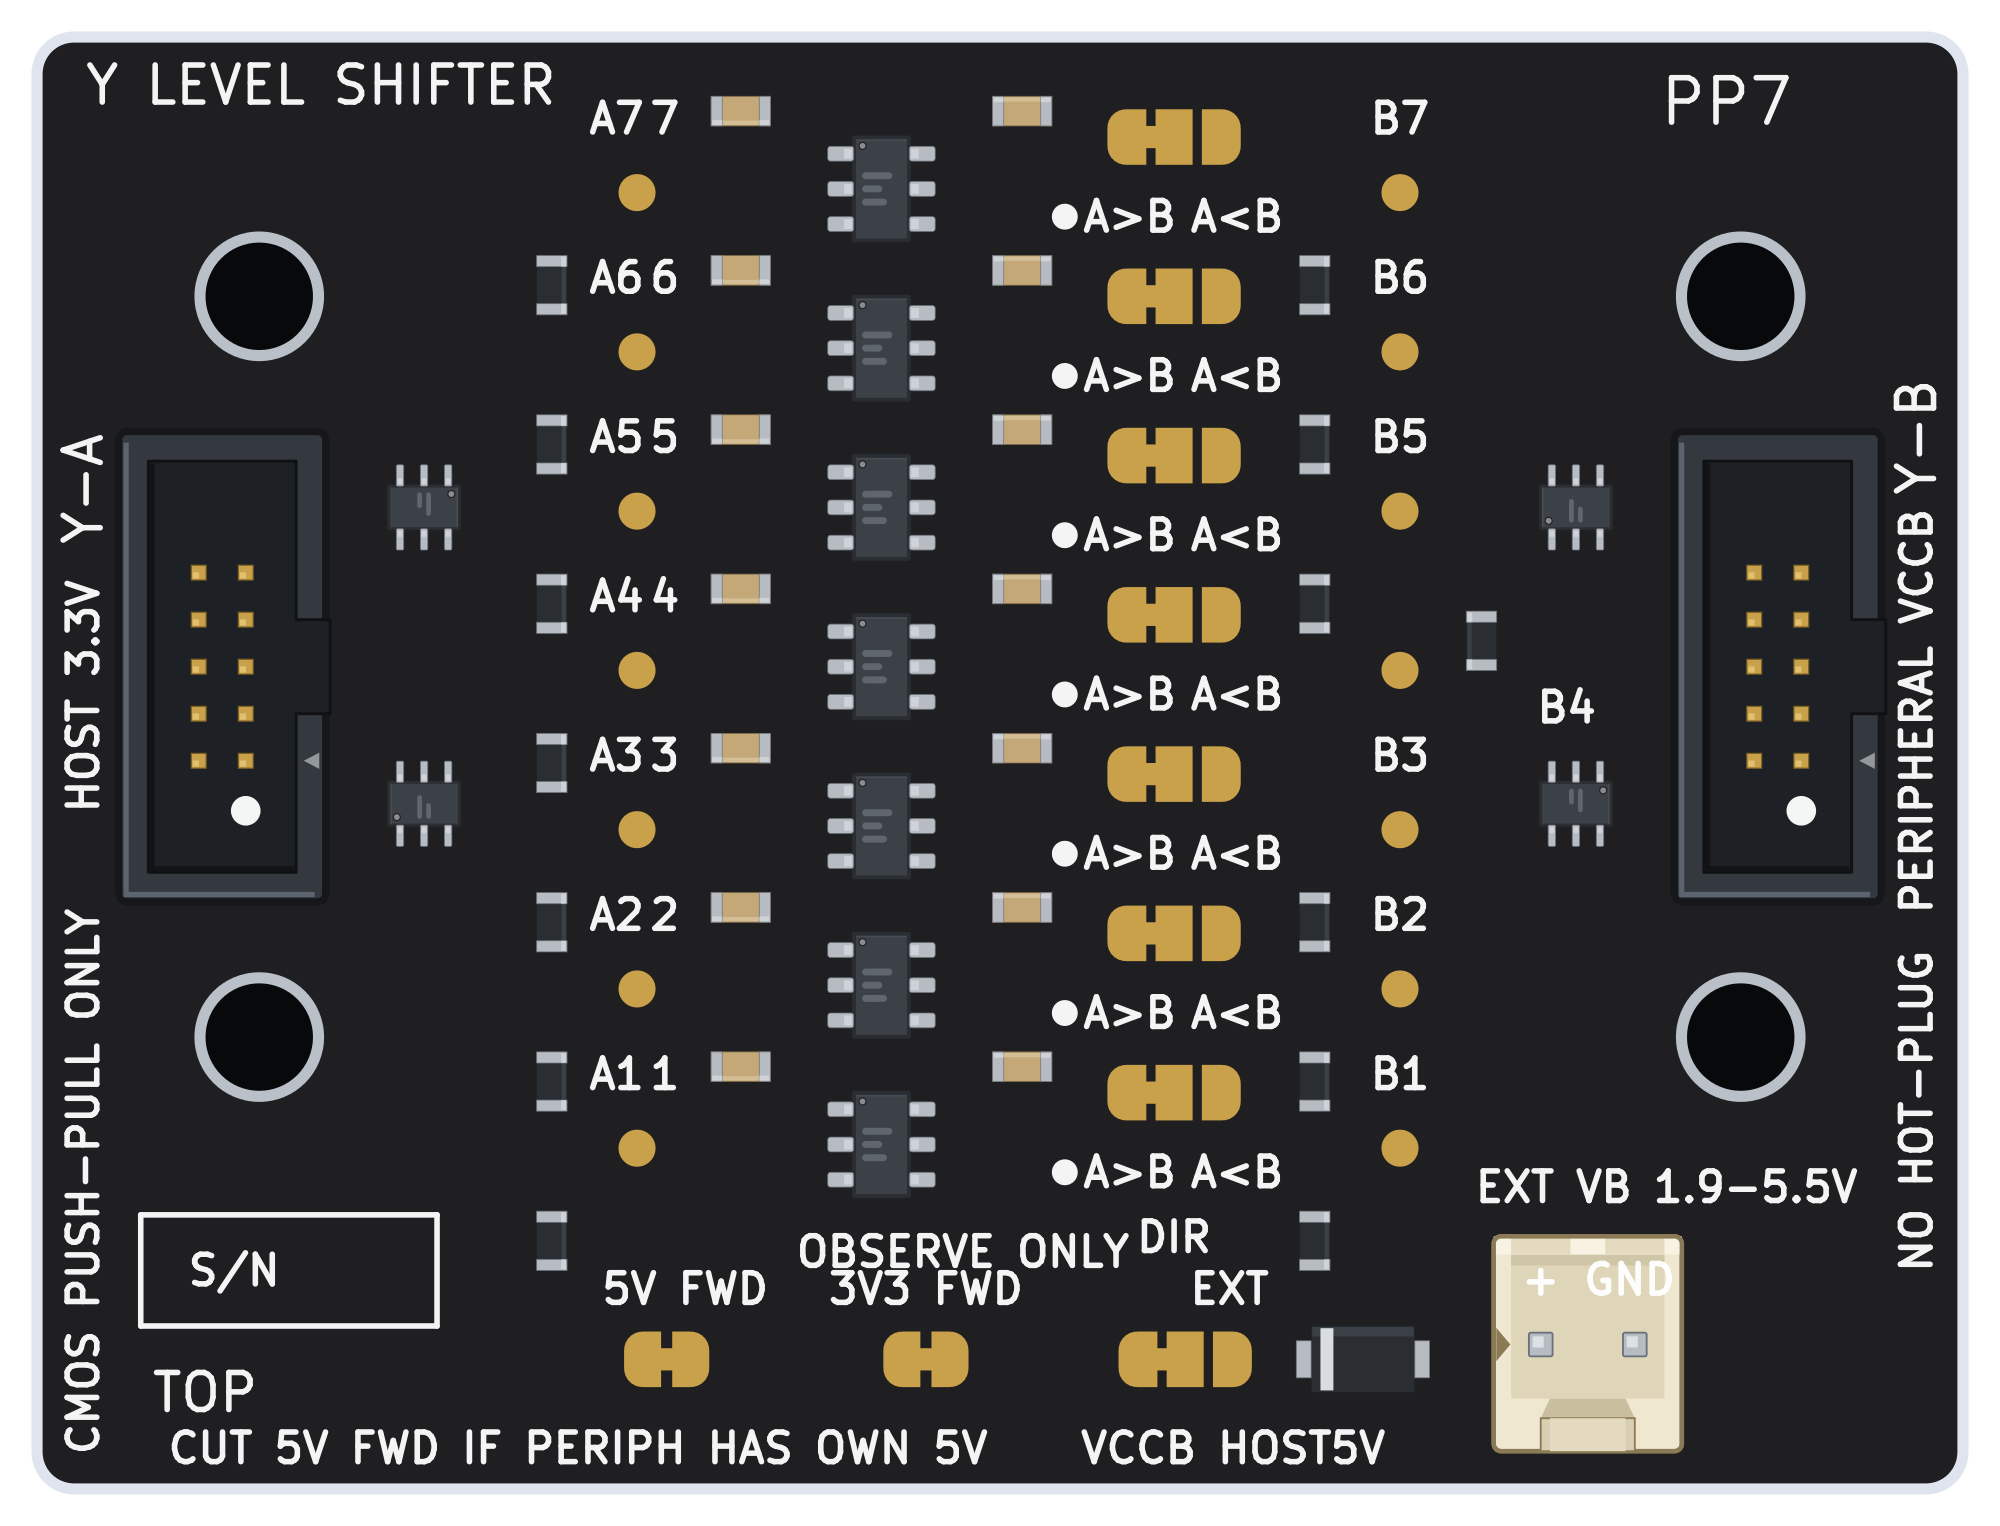 Y LEVEL SHIFTER
PP7
A77
B7
A>B A<B
A66
B6
A>B A<B
A55
B5
A>B A<B
A44
B4
A>B A<B
A33
B3
A>B A<B
A22
B2
A>B A<B
A11
B1
A>B A<B
HOST 3.3V Y-A
CMOS PUSH-PULL ONLY
PERIPHERAL VCCB Y-B
NO HOT-PLUG
EXT VB 1.9-5.5V
+ GND
S/N
OBSERVE ONLY
DIR
5V FWD
3V3 FWD
EXT
TOP
CUT 5V FWD IF PERIPH HAS OWN 5V
VCCB HOST5V